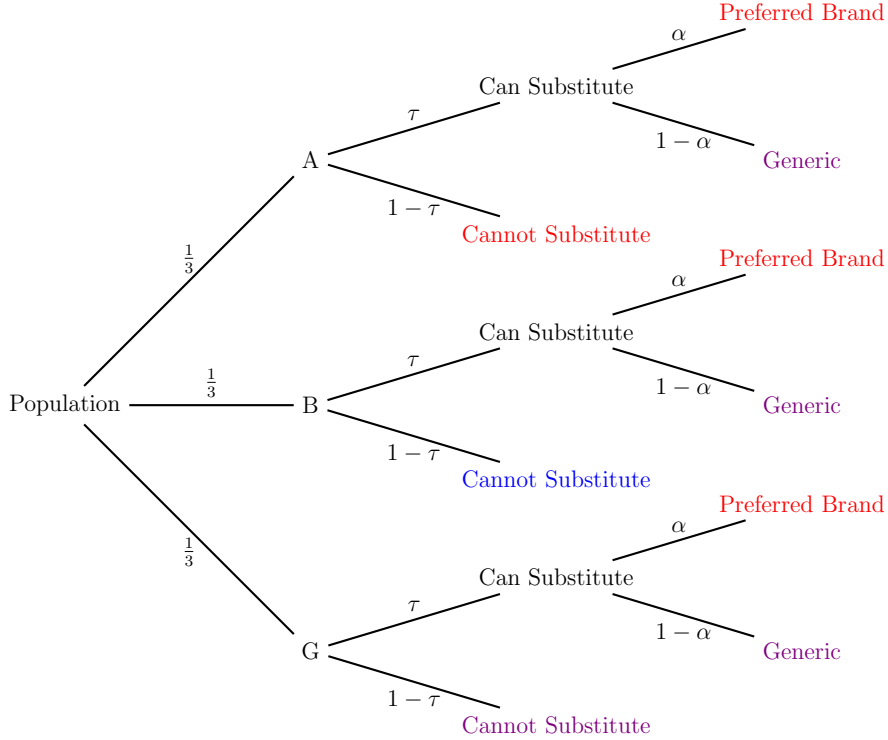 Preferred Brand
α
Can Substitute
τ
1 − α
A
Generic
1 − τ
Cannot Substitute
1/3
Preferred Brand
α
Can Substitute
τ
1/3
1 − α
Population
B
Generic
1 − τ
Cannot Substitute
Preferred Brand
α
1/3
Can Substitute
τ
1 − α
G
Generic
1 − τ
Cannot Substitute